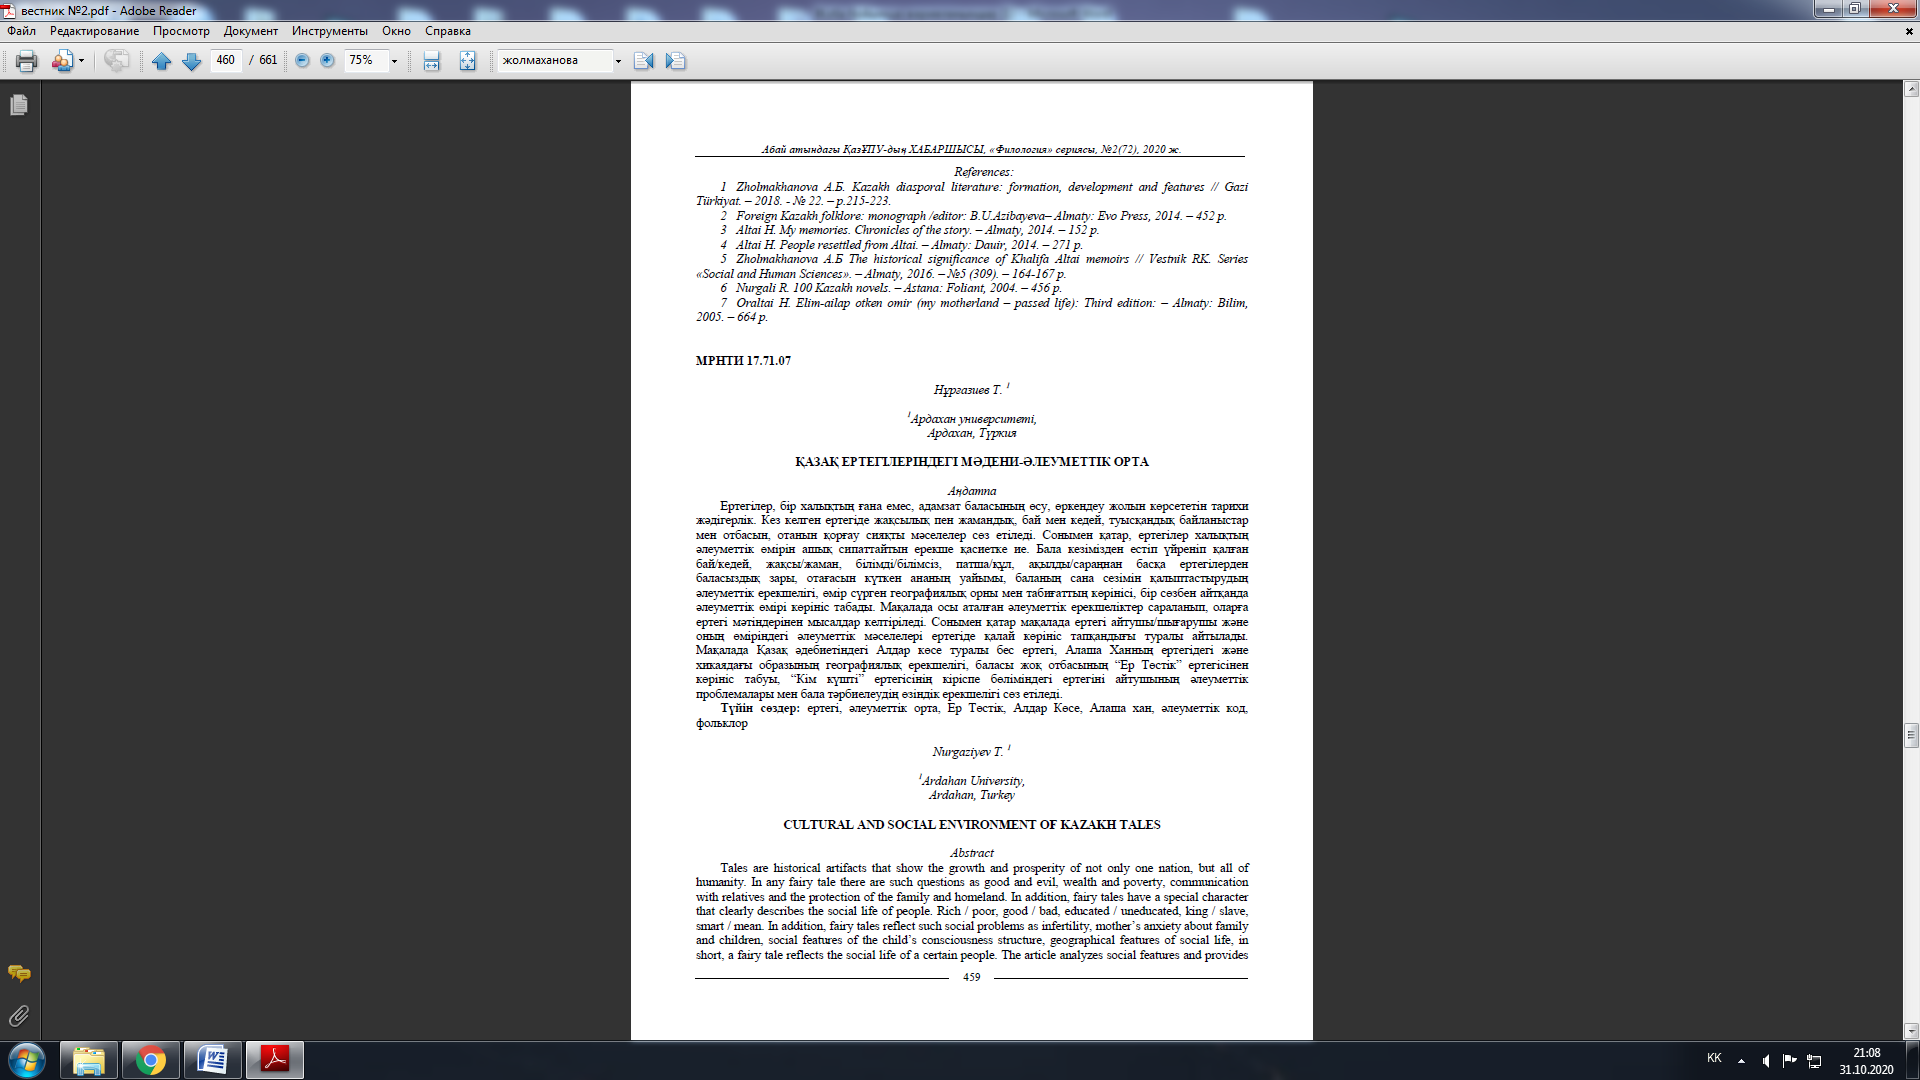 вестник №2.pdf - Adobe Reader
Файл Редактирование Просмотр Документ Инструменты Окно Справка
460 / 661 75% жолмаханова
Абай атындағы ҚазҰПУ-дың ХАБАРШЫСЫ, «Филология» сериясы, №2(72), 2020 ж.
References:
1 Zholmakhanova А.Б. Kazakh diasporal literature: formation, development and features // Gazi
Türkiyat. – 2018. - № 22. – p.215-223.
2 Foreign Kazakh folklore: monograph /editor: B.U.Azibayeva– Almaty: Evo Press, 2014. – 452 p.
3 Altai H. My memories. Chronicles of the story. – Almaty, 2014. – 152 p.
4 Altai H. People resettled from Altai. – Almaty: Dauir, 2014. – 271 p.
5 Zholmakhanova А.Б The historical significance of Khalifa Altai memoirs // Vestnik RK. Series
«Social and Human Sciences». – Almaty, 2016. – №5 (309). – 164-167 p.
6 Nurgali R. 100 Kazakh novels. – Astana: Foliant, 2004. – 456 p.
7 Oraltai H. Elim-ailap otken omir (my motherland – passed life): Third edition: – Almaty: Bilim,
2005. – 664 p.
МРНТИ 17.71.07
Нұрғазиев Т. 1
1Ардахан университеті,
Ардахан, Түркия
ҚАЗАҚ ЕРТЕГІЛЕРІНДЕГІ МӘДЕНИ-ӘЛЕУМЕТТІК ОРТА
Аңдатпа
Ертегілер, бір халықтың ғана емес, адамзат баласының өсу, өркендеу жолын көрсететін тарихи
жәдігерлік. Кез келген ертегіде жақсылық пен жамандық, бай мен кедей, туысқандық байланыстар
мен отбасын, отанын қорғау сияқты мәселелер сөз етіледі. Сонымен қатар, ертегілер халықтың
әлеуметтік өмірін ашық сипаттайтын ерекше қасиетке ие. Бала кезімізден естіп үйреніп қалған
бай/кедей, жақсы/жаман, білімді/білімсіз, патша/құл, ақылды/сараңнан басқа ертегілерден
баласыздық зары, отағасын күткен ананың уайымы, баланың сана сезімін қалыптастырудың
әлеуметтік ерекшелігі, өмір сүрген географиялық орны мен табиғаттың көрінісі, бір сөзбен айтқанда
әлеуметтік өмірі көрініс табады. Мақалада осы аталған әлеуметтік ерекшеліктер сараланып, оларға
ертегі мәтіндерінен мысалдар келтіріледі. Сонымен қатар мақалада ертегі айтушы/шығарушы және
оның өміріндегі әлеуметтік мәселелері ертегіде қалай көрініс тапқандығы туралы айтылады.
Мақалада Қазақ әдебиетіндегі Алдар көсе туралы бес ертегі, Алаша Ханның ертегідегі және
хикаядағы образының географиялық ерекшелігі, баласы жоқ отбасының “Ер Төстік” ертегісінен
көрініс табуы, “Кім күшті” ертегісінің кіріспе бөліміндегі ертегіні айтушының әлеуметтік
проблемалары мен бала тәрбиелеудің өзіндік ерекшелігі сөз етіледі.
Түйін сөздер: ертегі, әлеуметтік орта, Ер Төстік, Алдар Көсе, Алаша хан, әлеуметтік код,
фольклор
Nurgaziyev T. 1
1Ardahan University,
Ardahan, Turkey
CULTURAL AND SOCIAL ENVIRONMENT OF KAZAKH TALES
Abstract
Tales are historical artifacts that show the growth and prosperity of not only one nation, but all of
humanity. In any fairy tale there are such questions as good and evil, wealth and poverty, communication
with relatives and the protection of the family and homeland. In addition, fairy tales have a special character
that clearly describes the social life of people. Rich / poor, good / bad, educated / uneducated, king / slave,
smart / mean. In addition, fairy tales reflect such social problems as infertility, mother’s anxiety about family
and children, social features of the child’s consciousness structure, geographical features of social life, in
short, a fairy tale reflects the social life of a certain people. The article analyzes social features and provides
459
KK
21:08
31.10.2020